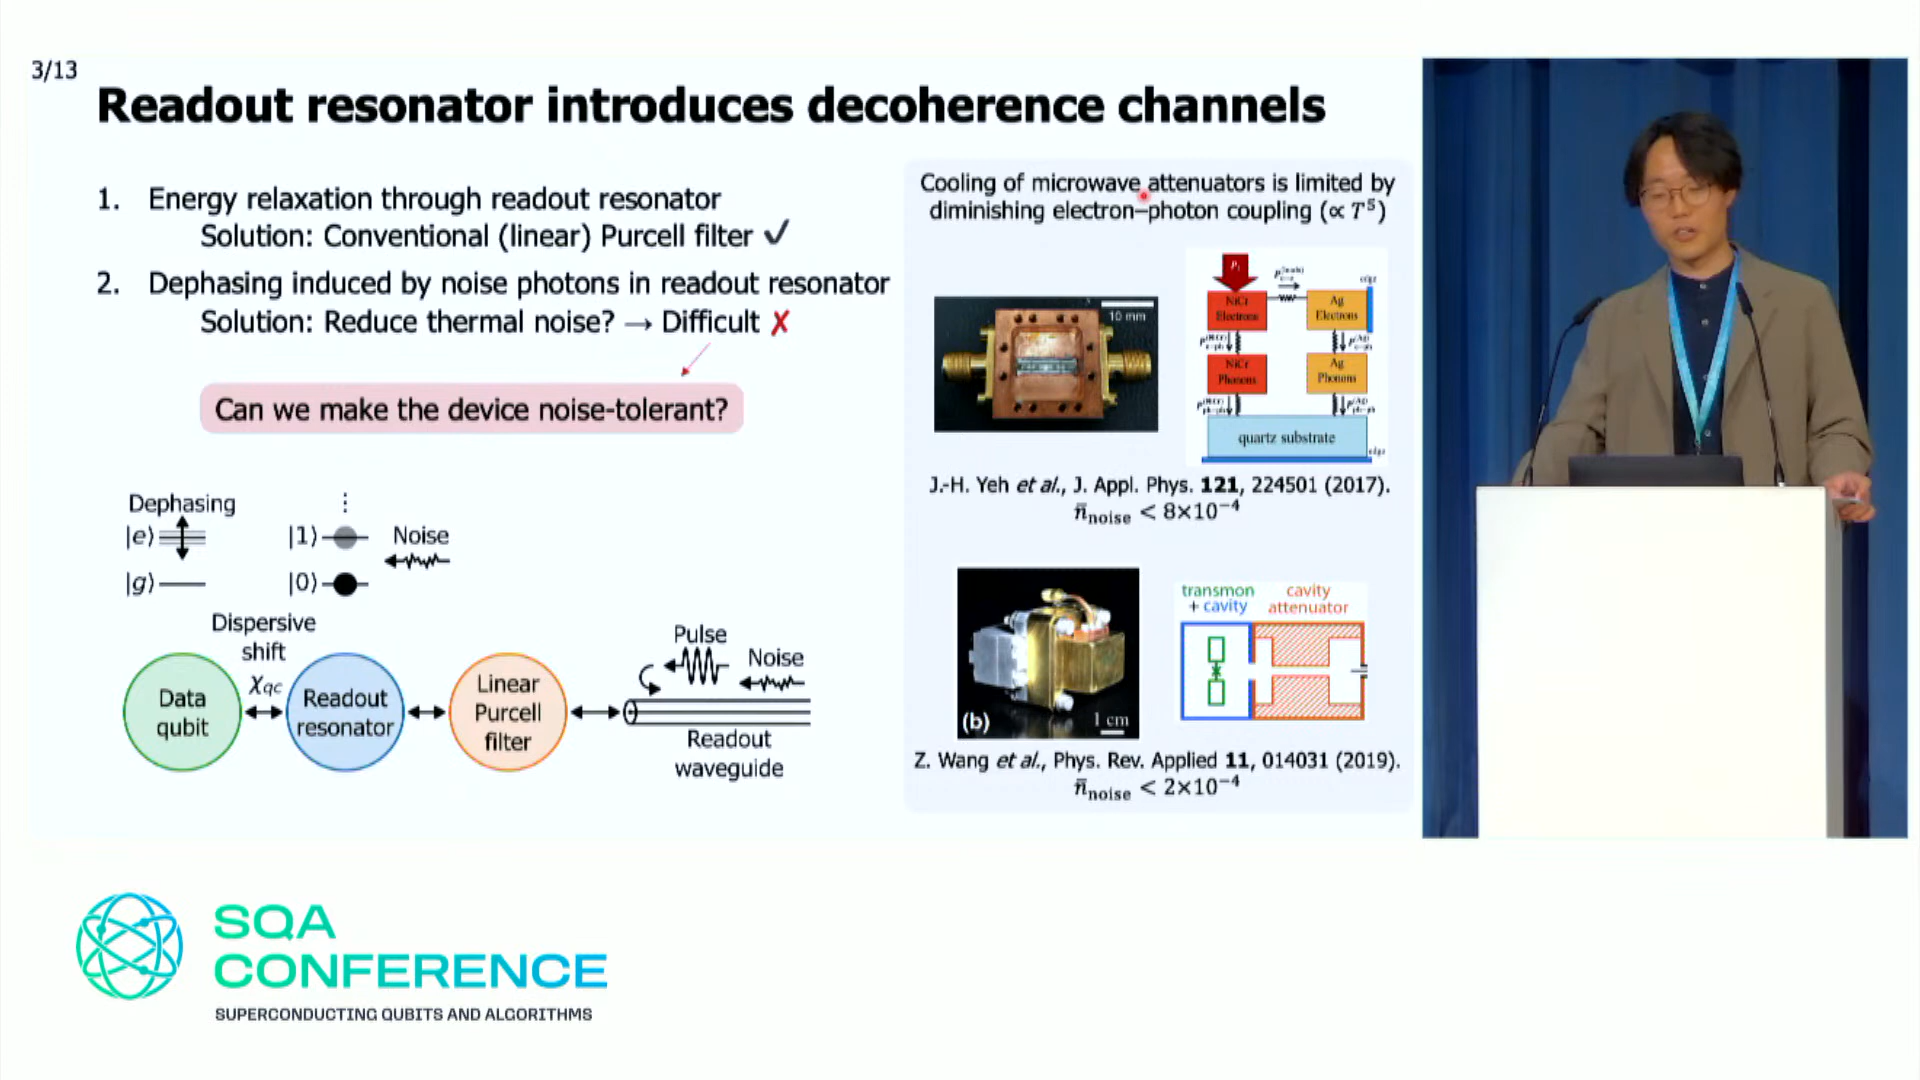 3/13
Readout resonator introduces decoherence channels
1. Energy relaxation through readout resonator
Solution: Conventional (linear) Purcell filter ✓
2. Dephasing induced by noise photons in readout resonator
Solution: Reduce thermal noise? → Difficult ✗
Can we make the device noise-tolerant?
Dephasing
|e⟩
|g⟩
⋮
|1⟩
|0⟩
Noise
Dispersive
shift
χqc
Data
qubit
Readout
resonator
Linear
Purcell
filter
Pulse
Noise
Readout
waveguide
Cooling of microwave attenuators is limited by
diminishing electron–photon coupling (∝ T⁵)
10 mm
NiCr
Electrons
Ag
Electrons
NiCr
Phonons
Ag
Phonons
quartz substrate
J.-H. Yeh et al., J. Appl. Phys. 121, 224501 (2017).
n̄noise < 8×10⁻⁴
(b)
1 cm
transmon
+ cavity
cavity
attenuator
Z. Wang et al., Phys. Rev. Applied 11, 014031 (2019).
n̄noise < 2×10⁻⁴
SQA
CONFERENCE
SUPERCONDUCTING QUBITS AND ALGORITHMS